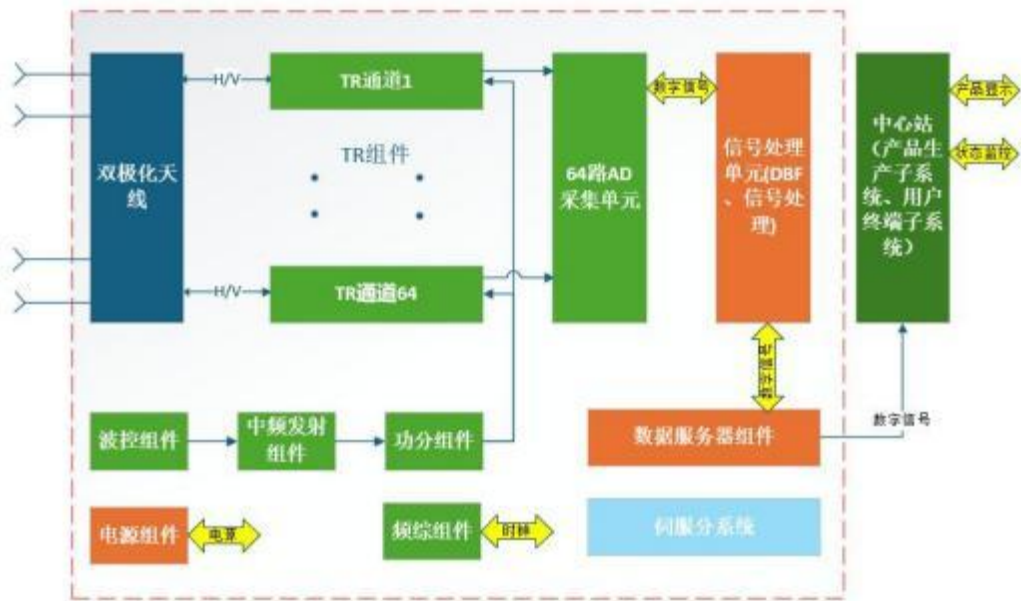 双极化天
线
H/V
TR通道1
TR组件
H/V
TR通道64
64路AD
采集单元
数字信号
信号处理
单元(DBF
、信号处
理)
中心站
（产品生
产子系
统、用户
终端子系
统）
产品显示
状态监控
数字信号
波控组件
中频发射
组件
功分组件
数据服务器组件
数字信号
电源组件
电源
频综组件
时钟
伺服分系统